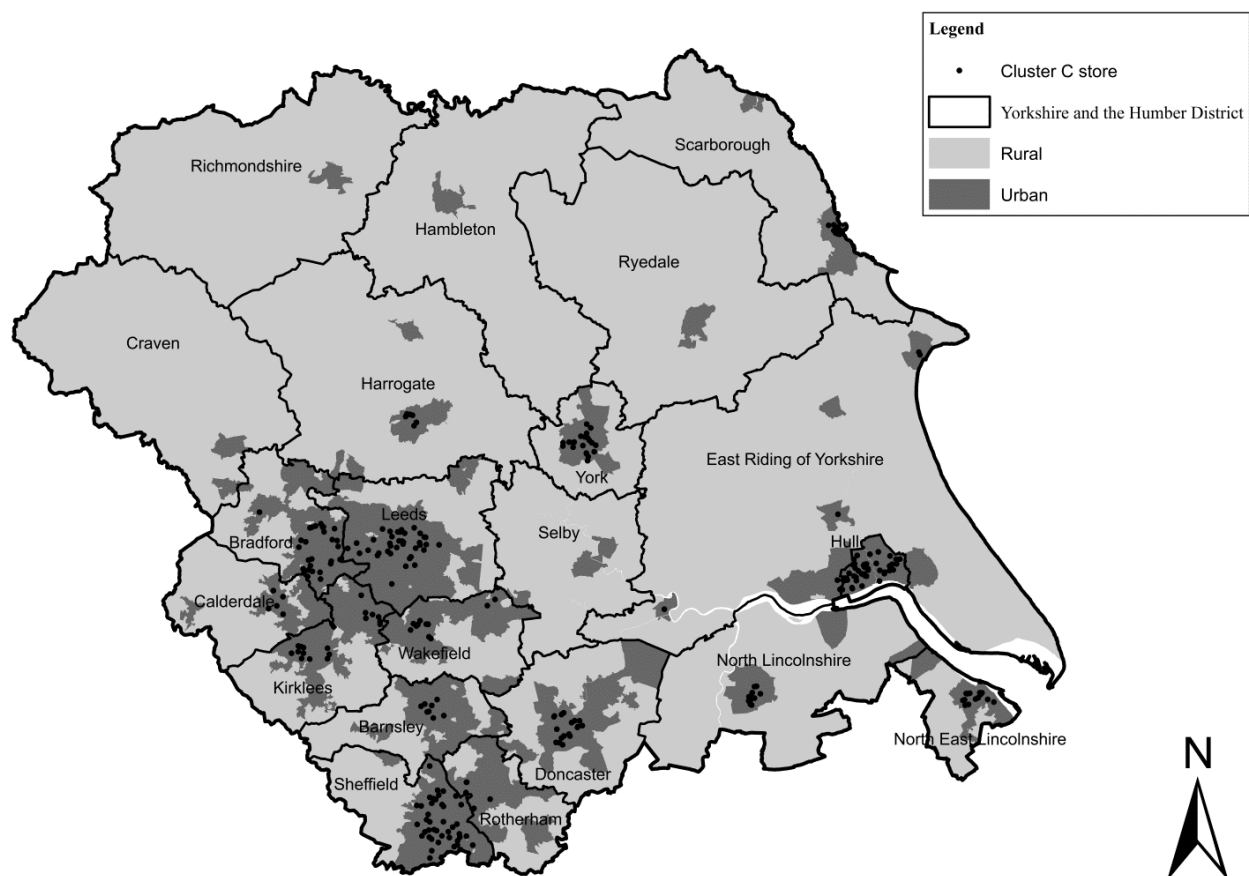 Legend
Cluster C store
Yorkshire and the Humber District
Rural
Urban
Scarborough
Richmondshire
Hambleton
Ryedale
Craven
Harrogate
York
East Riding of Yorkshire
Leeds
Selby
Bradford
Hull
Calderdale
Wakefield
North Lincolnshire
Kirklees
Barnsley
North East Lincolnshire
Doncaster
Sheffield
Rotherham
N